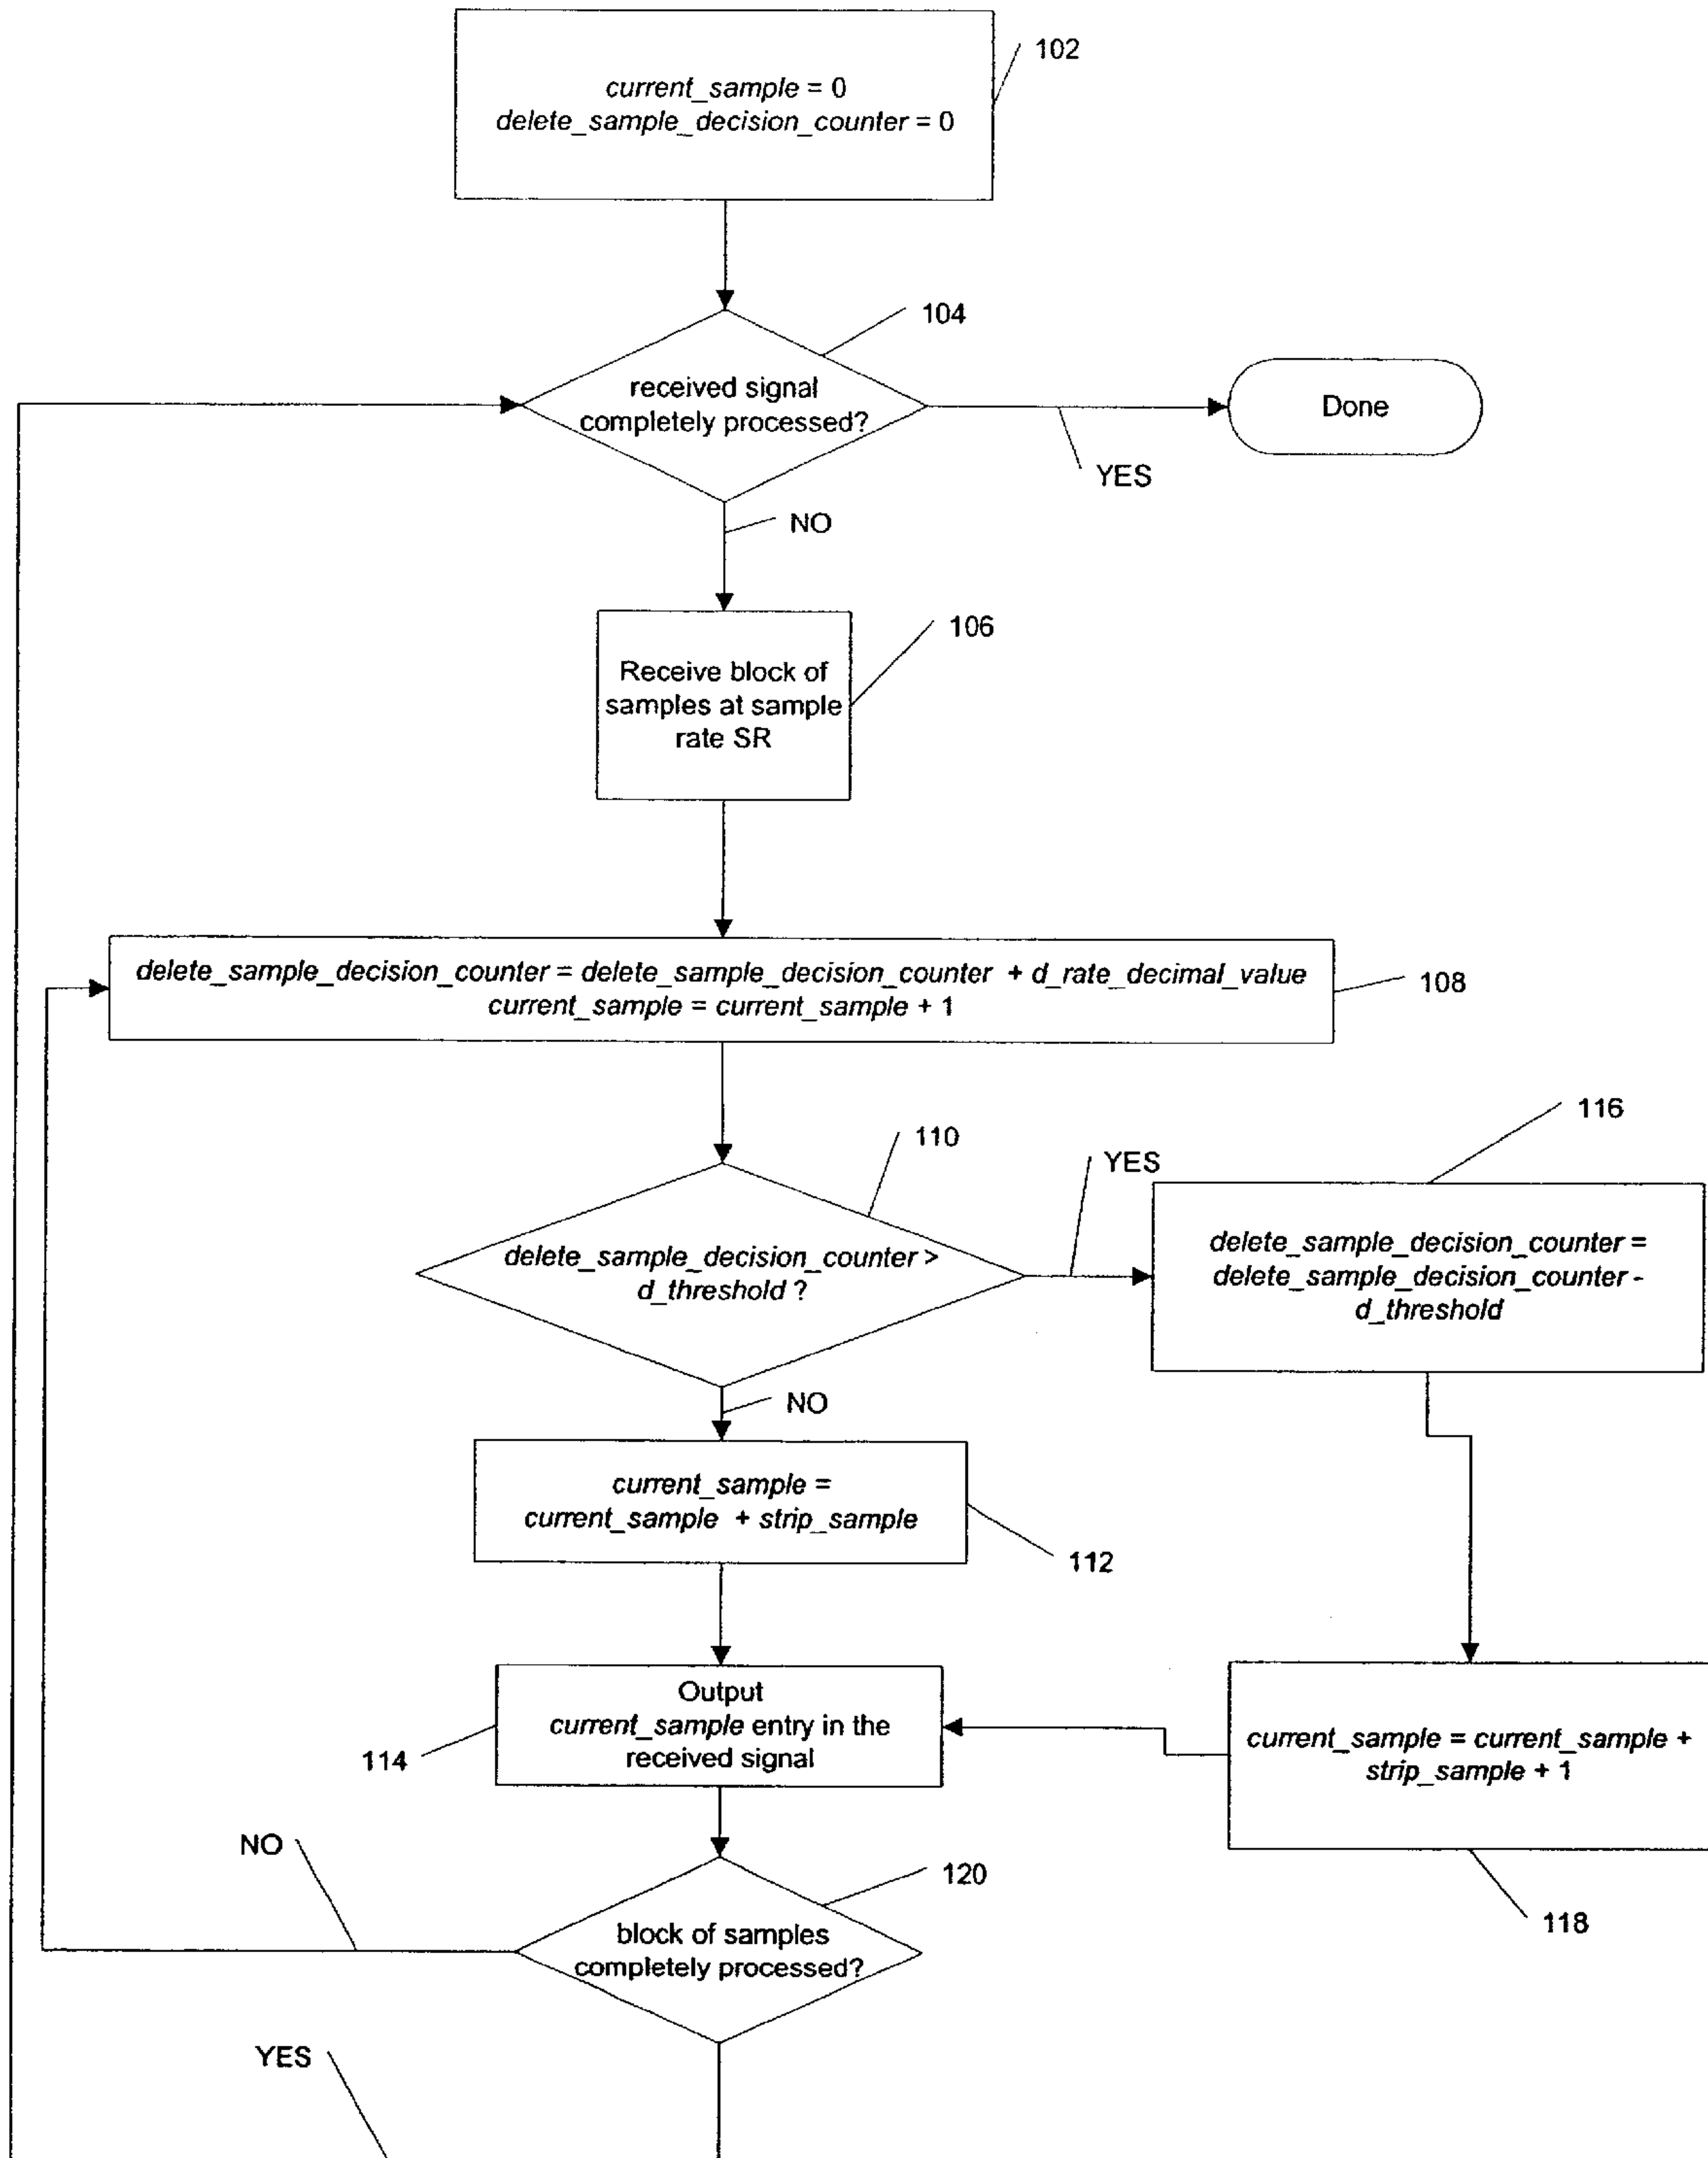 102
current_sample = 0
delete_sample_decision_counter = 0
104
received signal
completely processed?
Done
YES
NO
106
Receive block of
samples at sample
rate SR
delete_sample_decision_counter = delete_sample_decision_counter + d_rate_decimal_value
current_sample = current_sample + 1
108
116
110
YES
delete_sample_decision_counter >
d_threshold ?
delete_sample_decision_counter =
delete_sample_decision_counter -
d_threshold
NO
current_sample =
current_sample + strip_sample
112
Output
current_sample entry in the
received signal
114
current_sample = current_sample +
strip_sample + 1
118
NO
120
block of samples
completely processed?
YES